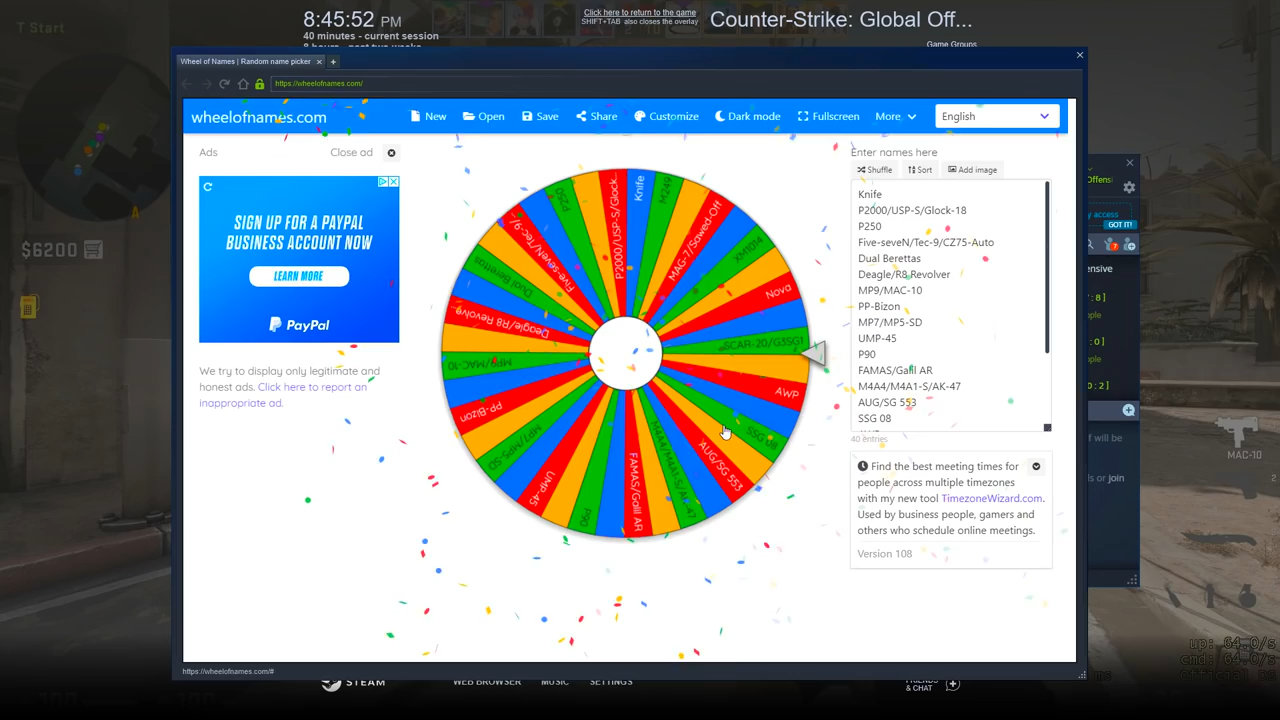 T Start
8:45:52 PM
40 minutes - current session
Click here to return to the game
SHIFT+TAB also closes the overlay
Counter-Strike: Global Off...
Game Groups
Wheel of Names | Random name picker
https://wheelofnames.com/
wheelofnames.com
New
Open
Save
Share
Customize
Dark mode
Fullscreen
More
English
Ads
Close ad
SIGN UP FOR A PAYPAL
BUSINESS ACCOUNT NOW
LEARN MORE
PayPal
We try to display only legitimate and
honest ads. Click here to report an
inappropriate ad.
Knife
M249
MAG-7/Sawed-Off
XM1014
Nova
SCAR-20/G3SG1
AWP
SSG 08
AUG/SG 553
M4A4/M4A1-S/AK-47
FAMAS/Galil AR
P90
UMP-45
MP7/MP5-SD
PP-Bizon
MP9/MAC-10
Deagle/R8 Revolve
Dual Berettas
Five-seveN/Tec-9/
P250
P2000/USP-S/Glock
Enter names here
Shuffle
Sort
Add image
Knife
P2000/USP-S/Glock-18
P250
Five-seveN/Tec-9/CZ75-Auto
Dual Berettas
Deagle/R8 Revolver
MP9/MAC-10
PP-Bizon
MP7/MP5-SD
UMP-45
P90
FAMAS/Galil AR
M4A4/M4A1-S/AK-47
AUG/SG 553
SSG 08
40 entries
Find the best meeting times for
people across multiple timezones
with my new tool TimezoneWizard.com.
Used by business people, gamers and
others who schedule online meetings.
Version 108
https://wheelofnames.com/#
$6200
A
access
GOT IT!
MAC-10
STEAM
WEB BROWSER
MUSIC
SETTINGS
FRIENDS
& CHAT
up: 64.0/s
cmd: 64.0/s